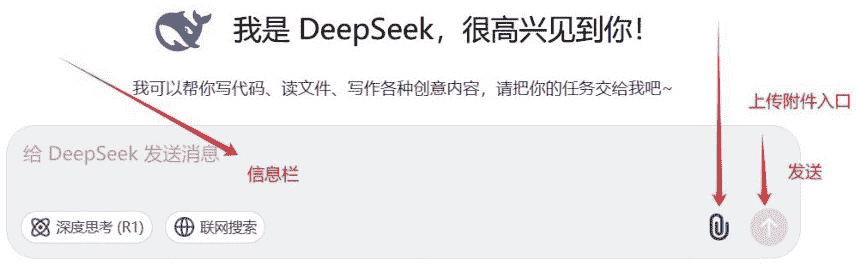 我是 DeepSeek，很高兴见到你！
我可以帮你写代码、读文件、写作各种创意内容，请把你的任务交给我吧~
上传附件入口
给 DeepSeek 发送消息
信息栏
发送
深度思考 (R1)
联网搜索